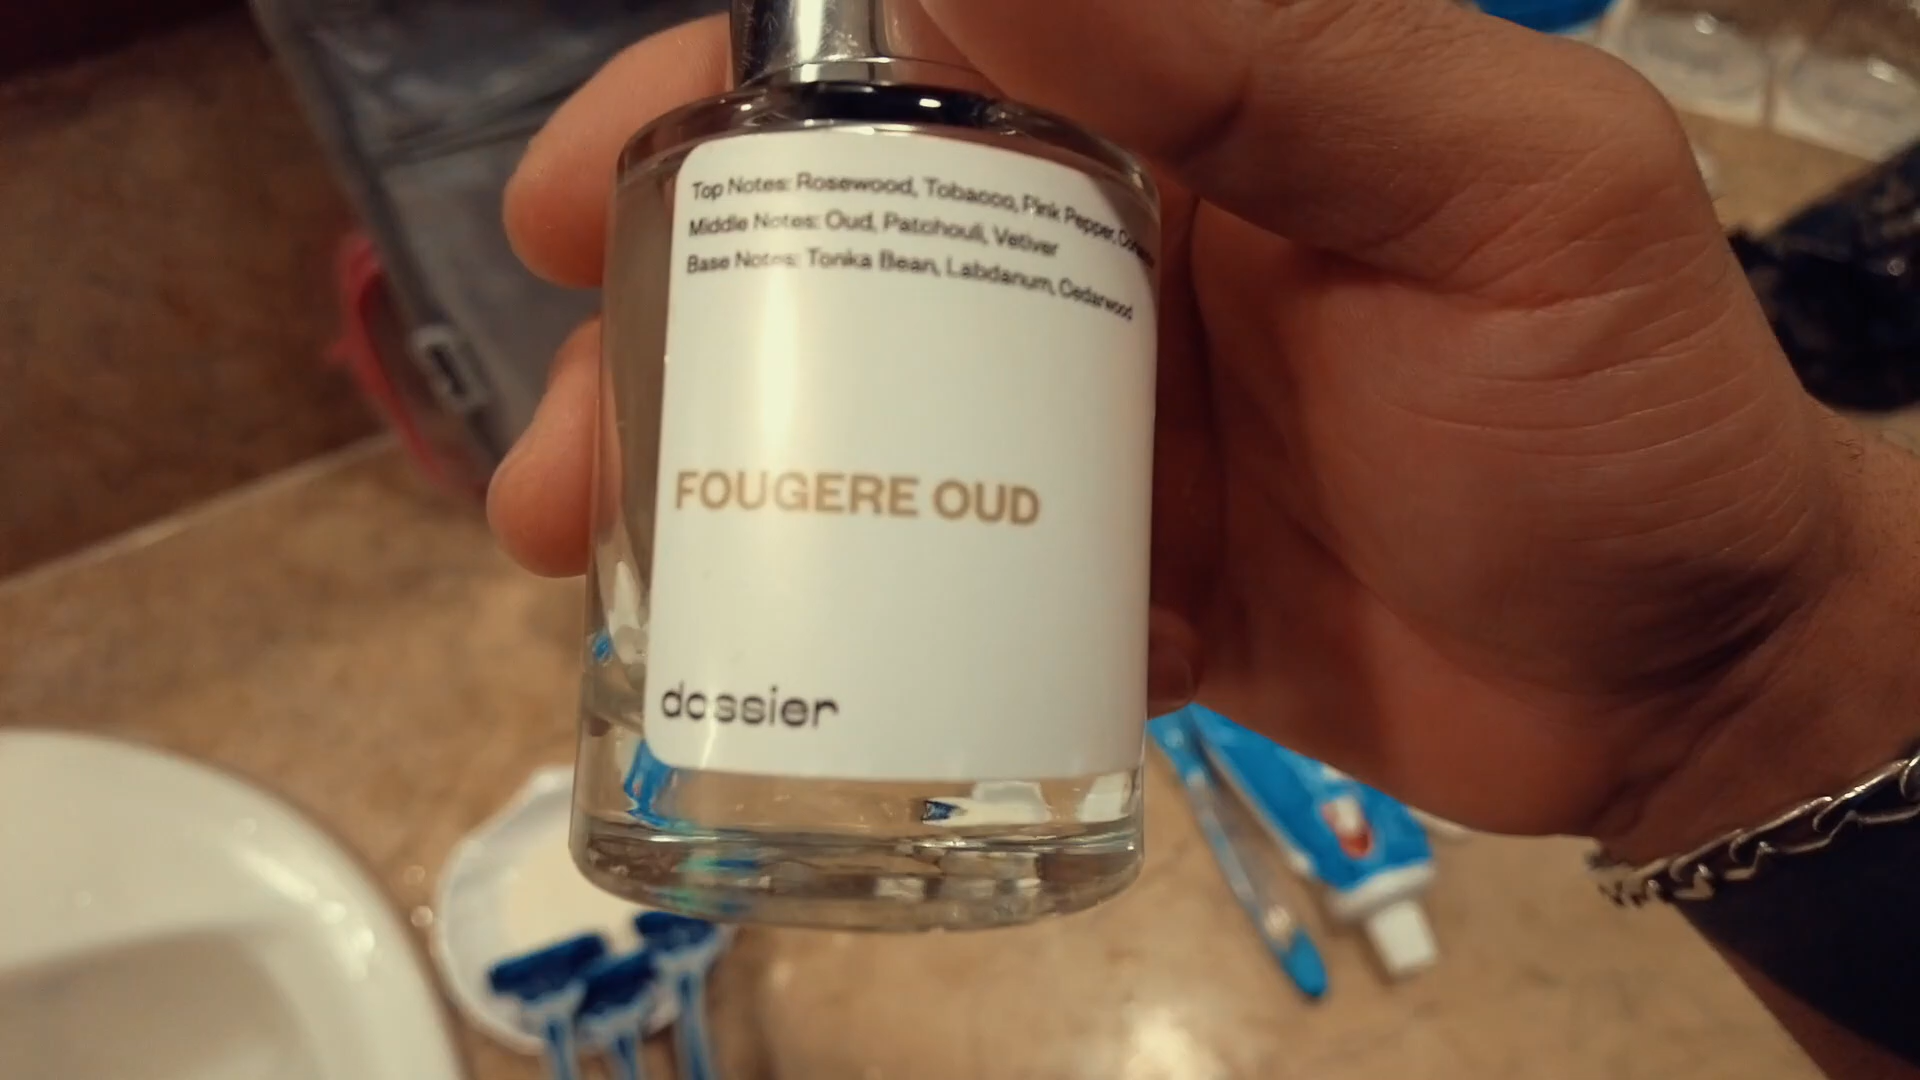 Top Notes: Rosewood, Tobacco, Pink Pepper,
Middle Notes: Oud, Patchouli, Vetiver
Base Notes: Tonka Bean, Labdanum, Cedarwood
FOUGERE OUD
dossier